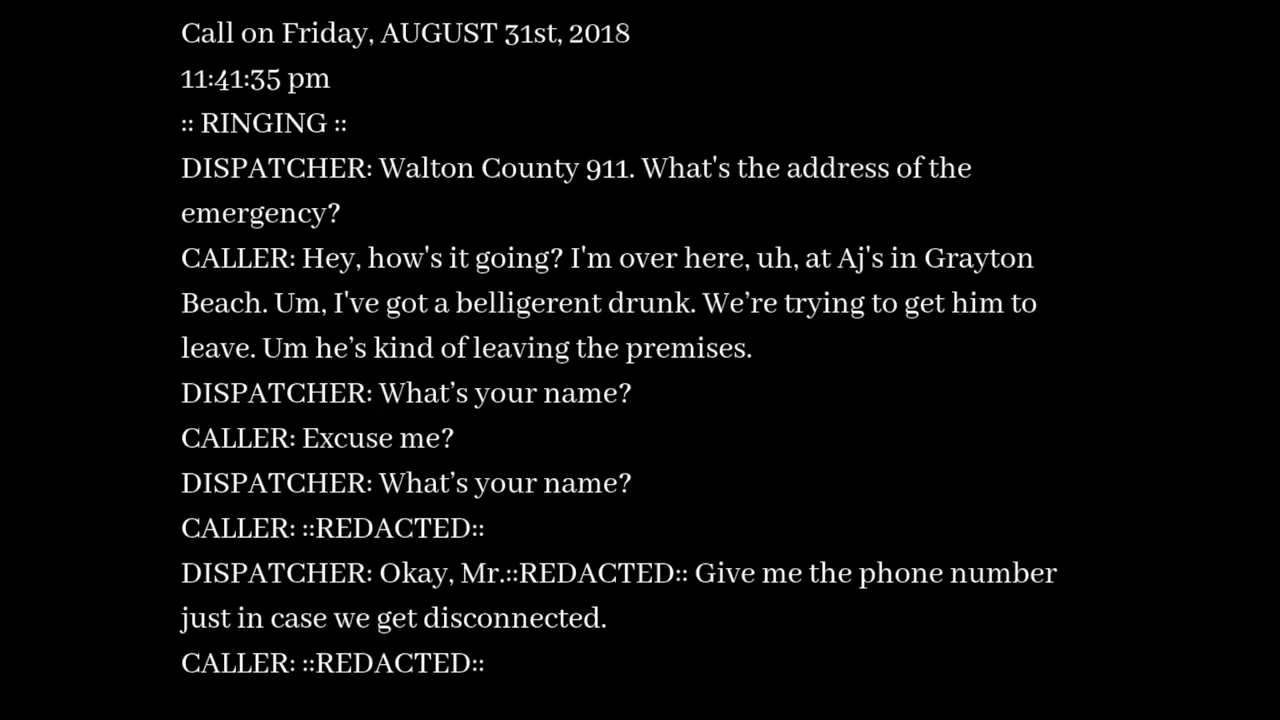 Call on Friday, AUGUST 31st, 2018
11:41:35 pm
:: RINGING ::
DISPATCHER: Walton County 911. What's the address of the
emergency?
CALLER: Hey, how's it going? I'm over here, uh, at Aj's in Grayton
Beach. Um, I've got a belligerent drunk. We’re trying to get him to
leave. Um he’s kind of leaving the premises.
DISPATCHER: What’s your name?
CALLER: Excuse me?
DISPATCHER: What’s your name?
CALLER: ::REDACTED::
DISPATCHER: Okay, Mr.::REDACTED:: Give me the phone number
just in case we get disconnected.
CALLER: ::REDACTED::